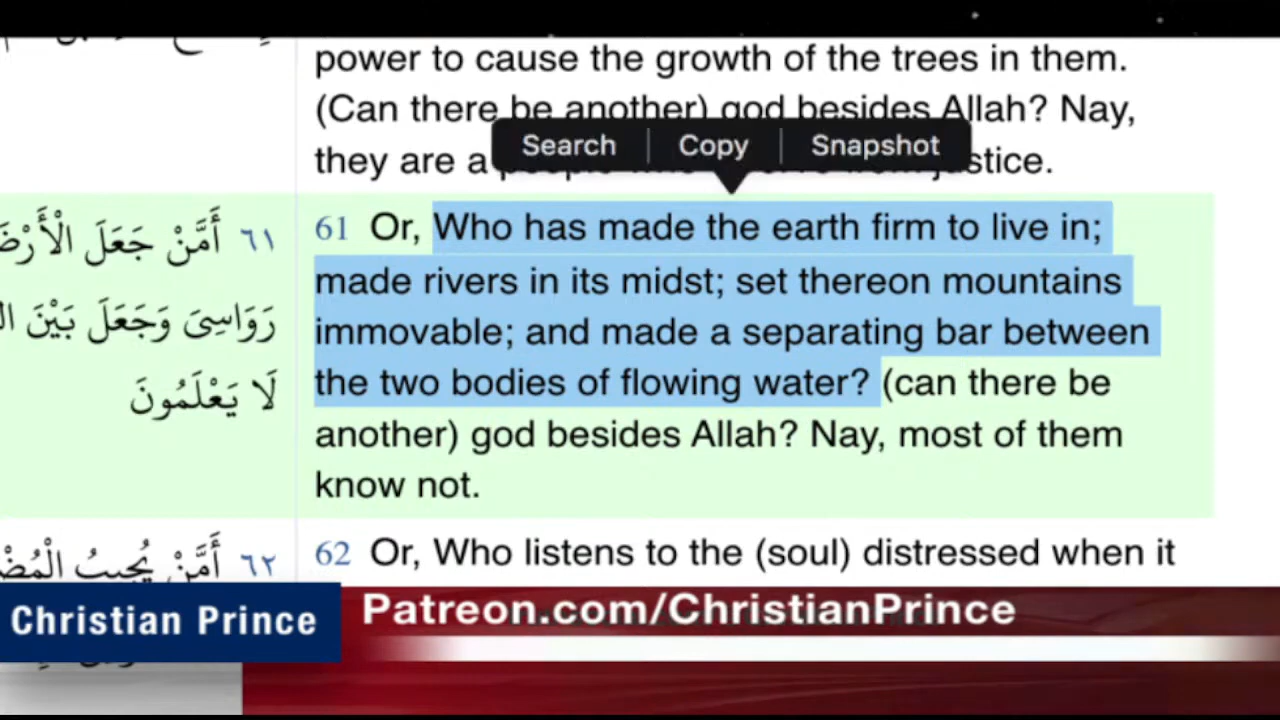 power to cause the growth of the trees in them.
(Can there be another) god besides Allah? Nay,
Search Copy Snapshot
they are a people who stice.
٦١ أَمَّنْ جَعَلَ الْأَرْضَ
61 Or, Who has made the earth firm to live in;
made rivers in its midst; set thereon mountains
رَوَاسِىَ وَجَعَلَ بَيْنَ
immovable; and made a separating bar between
the two bodies of flowing water? (can there be
لَا يَعْلَمُونَ
another) god besides Allah? Nay, most of them
know not.
٦٢ أَمَّنْ يُجِيبُ
62 Or, Who listens to the (soul) distressed when it
Christian Prince
Patreon.com/ChristianPrince